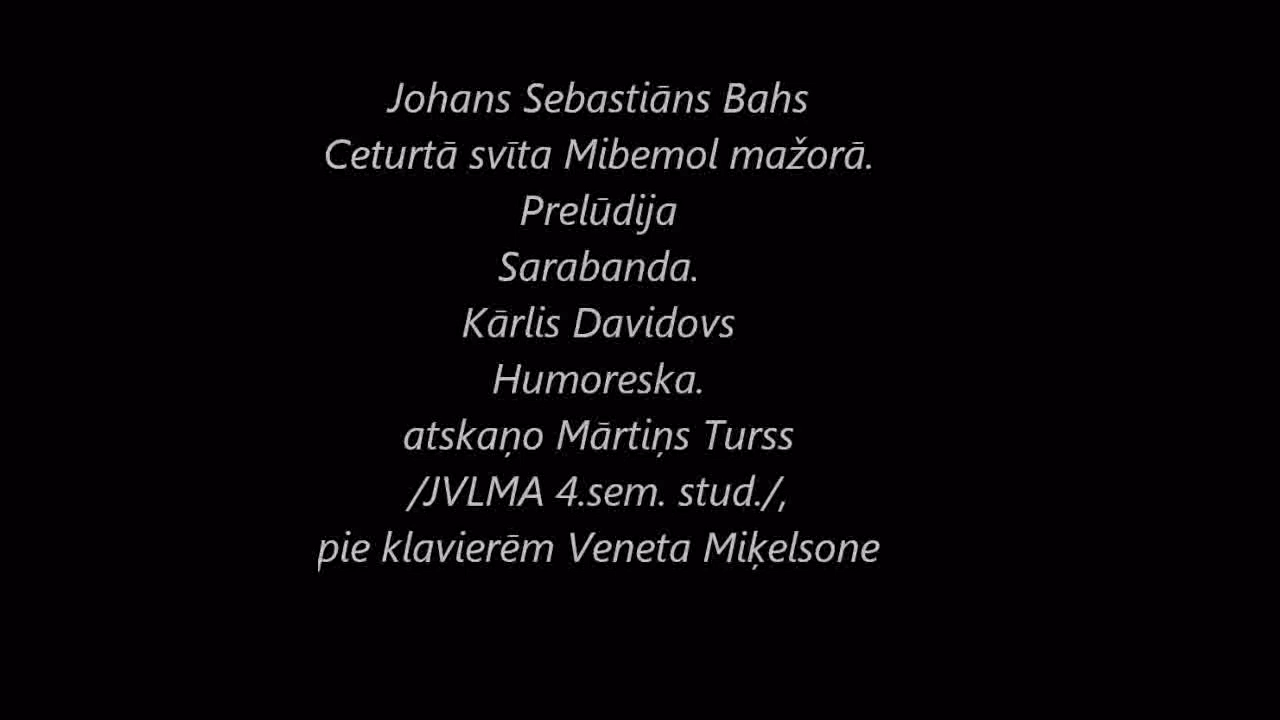 Johans Sebastiāns Bahs
Ceturtā svīta Mibemol mažorā.
Prelūdija
Sarabanda.
Kārlis Davidovs
Humoreska.
atskaņo Mārtiņs Turss
/JVLMA 4.sem. stud./,
pie klavierēm Veneta Miķelsone